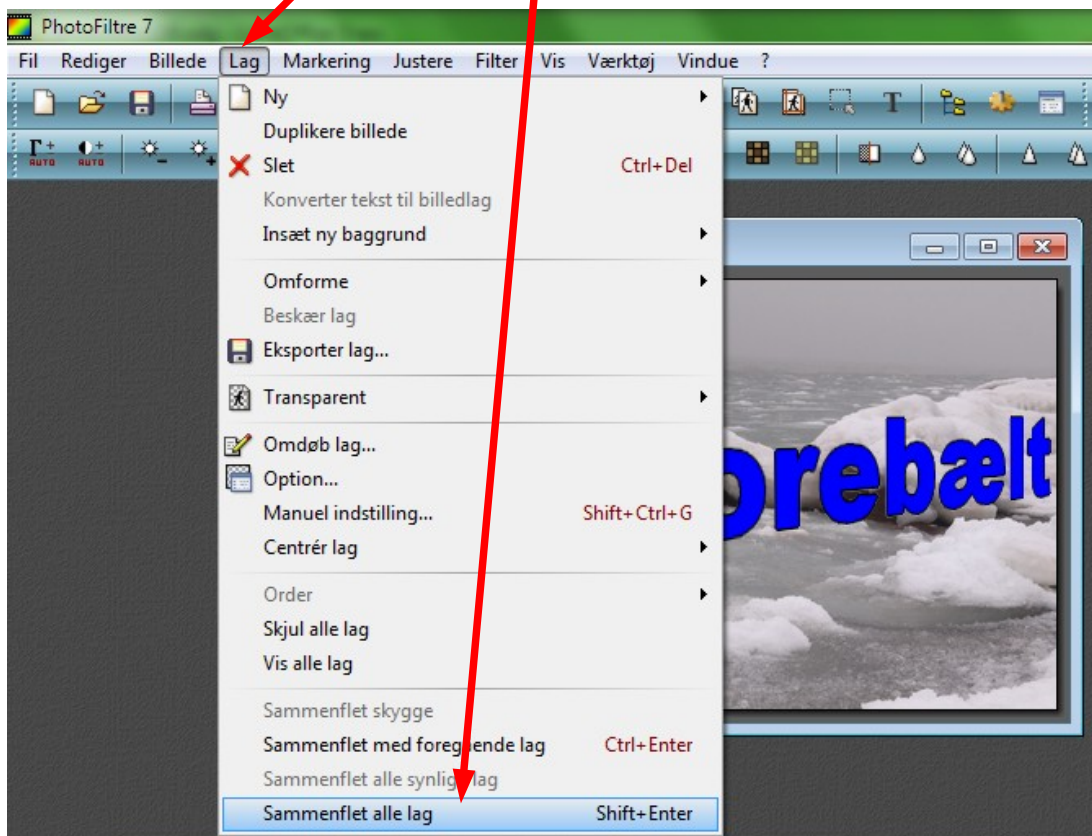 PhotoFiltre 7
Fil Rediger Billede Lag Markering Justere Filter Vis Værktøj Vindue ?
T
AUTO AUTO
Ny
Duplikere billede
Slet Ctrl+Del
Konverter tekst til billedlag
Insæt ny baggrund
Omforme
Beskær lag
Eksporter lag...
Transparent
Omdøb lag...
Option...
Manuel indstilling... Shift+Ctrl+G
Centrér lag
Order
Skjul alle lag
Vis alle lag
Sammenflet skygge
Sammenflet med foregående lag Ctrl+Enter
Sammenflet alle synlige lag
Sammenflet alle lag Shift+Enter
orebælt